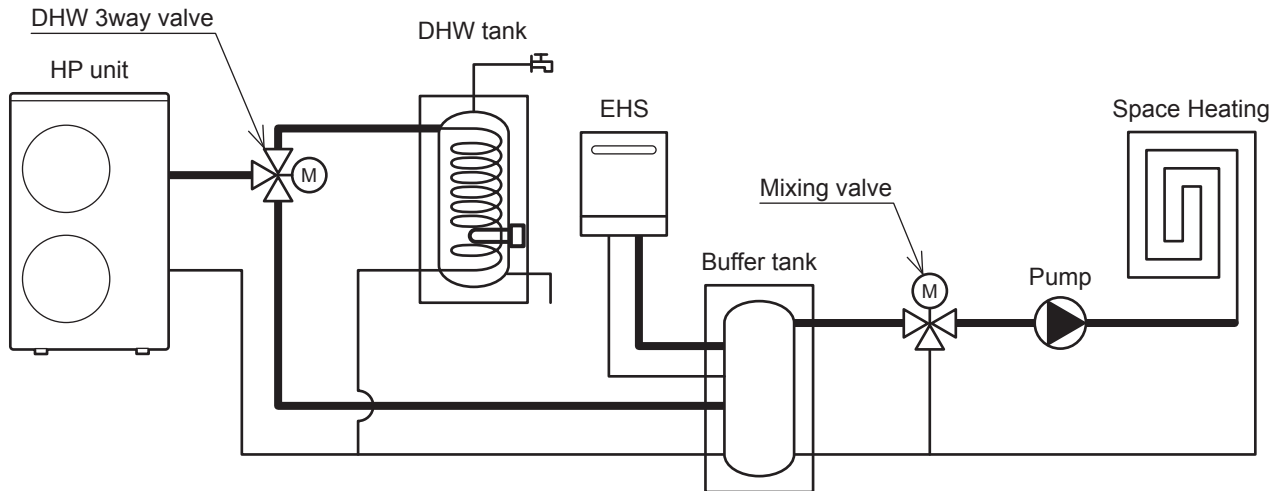 DHW 3way valve
HP unit
DHW tank
EHS
Space Heating
M
Mixing valve
Buffer tank
M
Pump